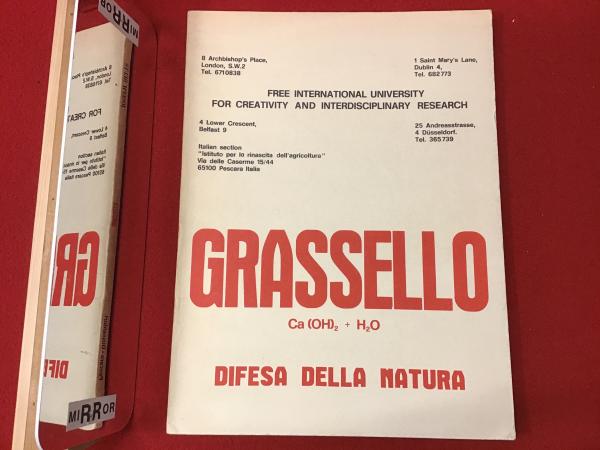 8 Archbishop's Place,
London, S.W.2
Tel. 6710838
1 Saint Mary's Lane,
Dublin 4,
Tel. 682773
FREE INTERNATIONAL UNIVERSITY
FOR CREATIVITY AND INTERDISCIPLINARY RESEARCH
4 Lower Crescent,
Belfast 9
25 Andreasstrasse,
4 Düsseldorf.
Tel. 365739
Italian section
"Istituto per lo rinascita dell'agricoltura"
Via delle Caserme 15/44
65100 Pescara Italia
GRASSELLO
Ca (OH)₂ + H₂O
DIFESA DELLA NATURA
MIRROR
MIRROR